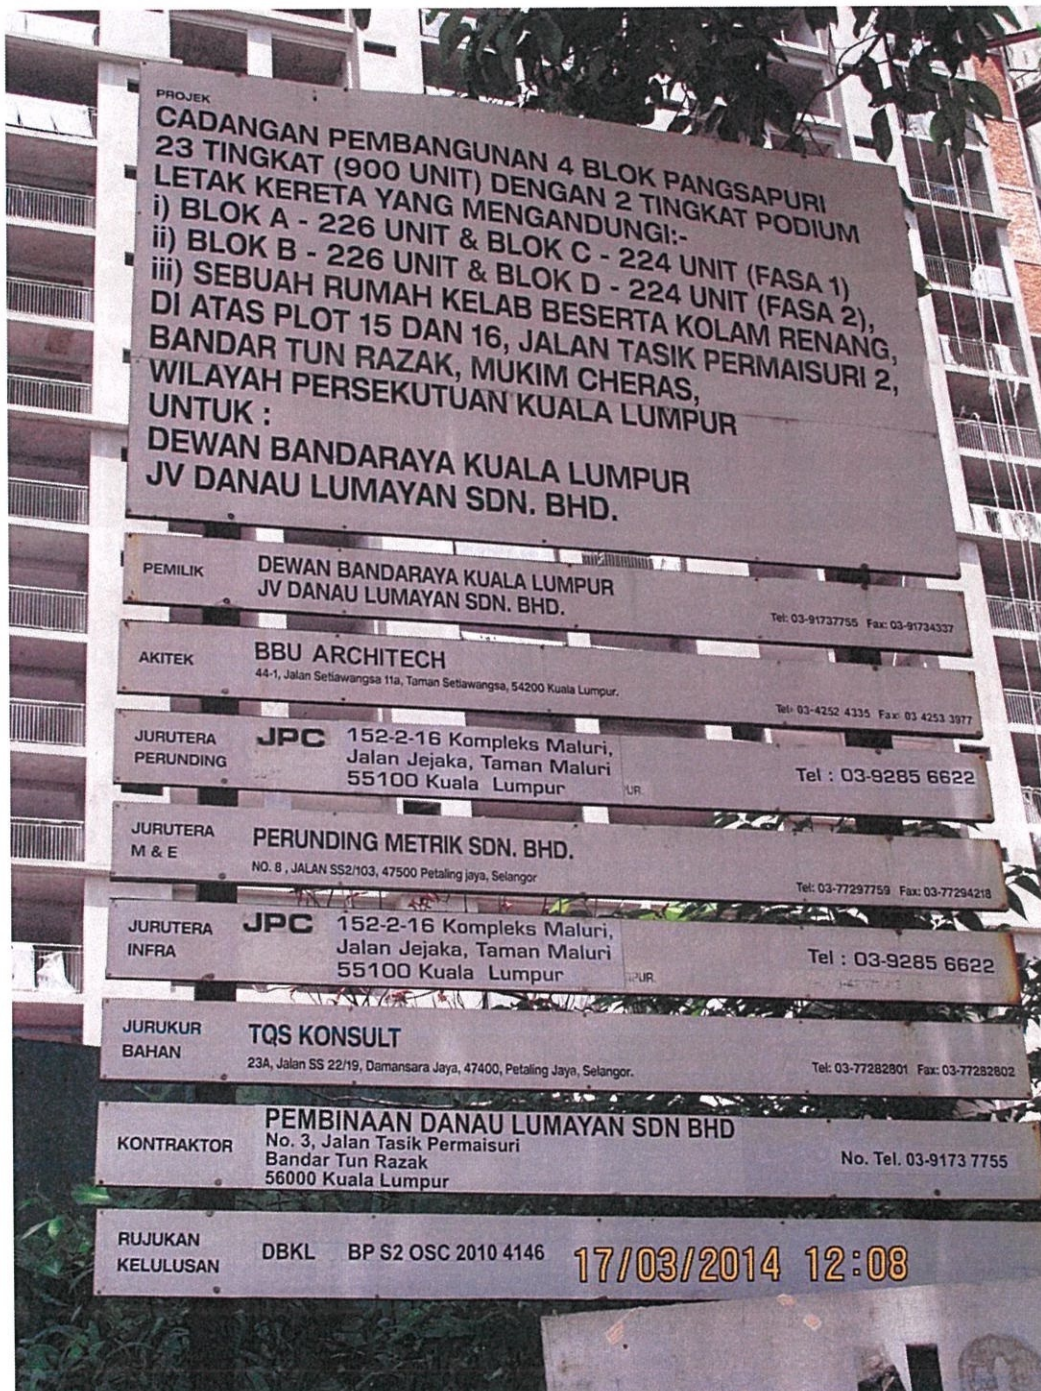 PROJEK
CADANGAN PEMBANGUNAN 4 BLOK PANGSAPURI
23 TINGKAT (900 UNIT) DENGAN 2 TINGKAT PODIUM
LETAK KERETA YANG MENGANDUNGI:-
i) BLOK A - 226 UNIT & BLOK C - 224 UNIT (FASA 1)
ii) BLOK B - 226 UNIT & BLOK D - 224 UNIT (FASA 2),
iii) SEBUAH RUMAH KELAB BESERTA KOLAM RENANG,
DI ATAS PLOT 15 DAN 16, JALAN TASIK PERMAISURI 2,
BANDAR TUN RAZAK, MUKIM CHERAS,
WILAYAH PERSEKUTUAN KUALA LUMPUR
UNTUK :
DEWAN BANDARAYA KUALA LUMPUR
JV DANAU LUMAYAN SDN. BHD.
PEMILIK
DEWAN BANDARAYA KUALA LUMPUR
JV DANAU LUMAYAN SDN. BHD.
Tel: 03-91737755 Fax: 03-91734337
AKITEK
BBU ARCHITECH
44-1, Jalan Setiawangsa 11a, Taman Setiawangsa, 54200 Kuala Lumpur.
Tel: 03-4252 4335 Fax: 03 4253 3977
JURUTERA
PERUNDING
JPC
152-2-16 Kompleks Maluri,
Jalan Jejaka, Taman Maluri
55100 Kuala Lumpur
UR.
Tel : 03-9285 6622
JURUTERA
M & E
PERUNDING METRIK SDN. BHD.
NO. 8 , JALAN SS2/103, 47500 Petaling jaya, Selangor
Tel: 03-77297759 Fax: 03-77294218
JURUTERA
INFRA
JPC
152-2-16 Kompleks Maluri,
Jalan Jejaka, Taman Maluri
55100 Kuala Lumpur
Tel : 03-9285 6622
JURUKUR
BAHAN
TQS KONSULT
23A, Jalan SS 22/19, Damansara Jaya, 47400, Petaling Jaya, Selangor.
Tel: 03-77282801 Fax: 03-77282802
KONTRAKTOR
PEMBINAAN DANAU LUMAYAN SDN BHD
No. 3, Jalan Tasik Permaisuri
Bandar Tun Razak
56000 Kuala Lumpur
No. Tel. 03-9173 7755
RUJUKAN
KELULUSAN
DBKL BP S2 OSC 2010 4146
17/03/2014 12:08